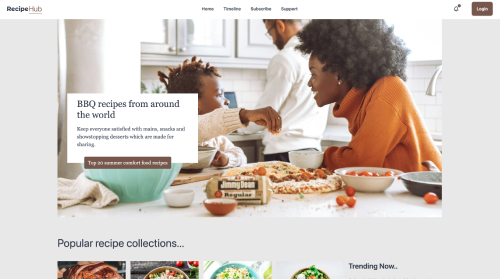 RecipeHub
Home Timeline Subscribe Support
Login
BBQ recipes from around
the world
Keep everyone satisfied with mains, snacks and
showstopping desserts which are made for
sharing.
Top 20 summer comfort food recipes
Jimmy Dean
Regular
Popular recipe collections...
Trending Now..